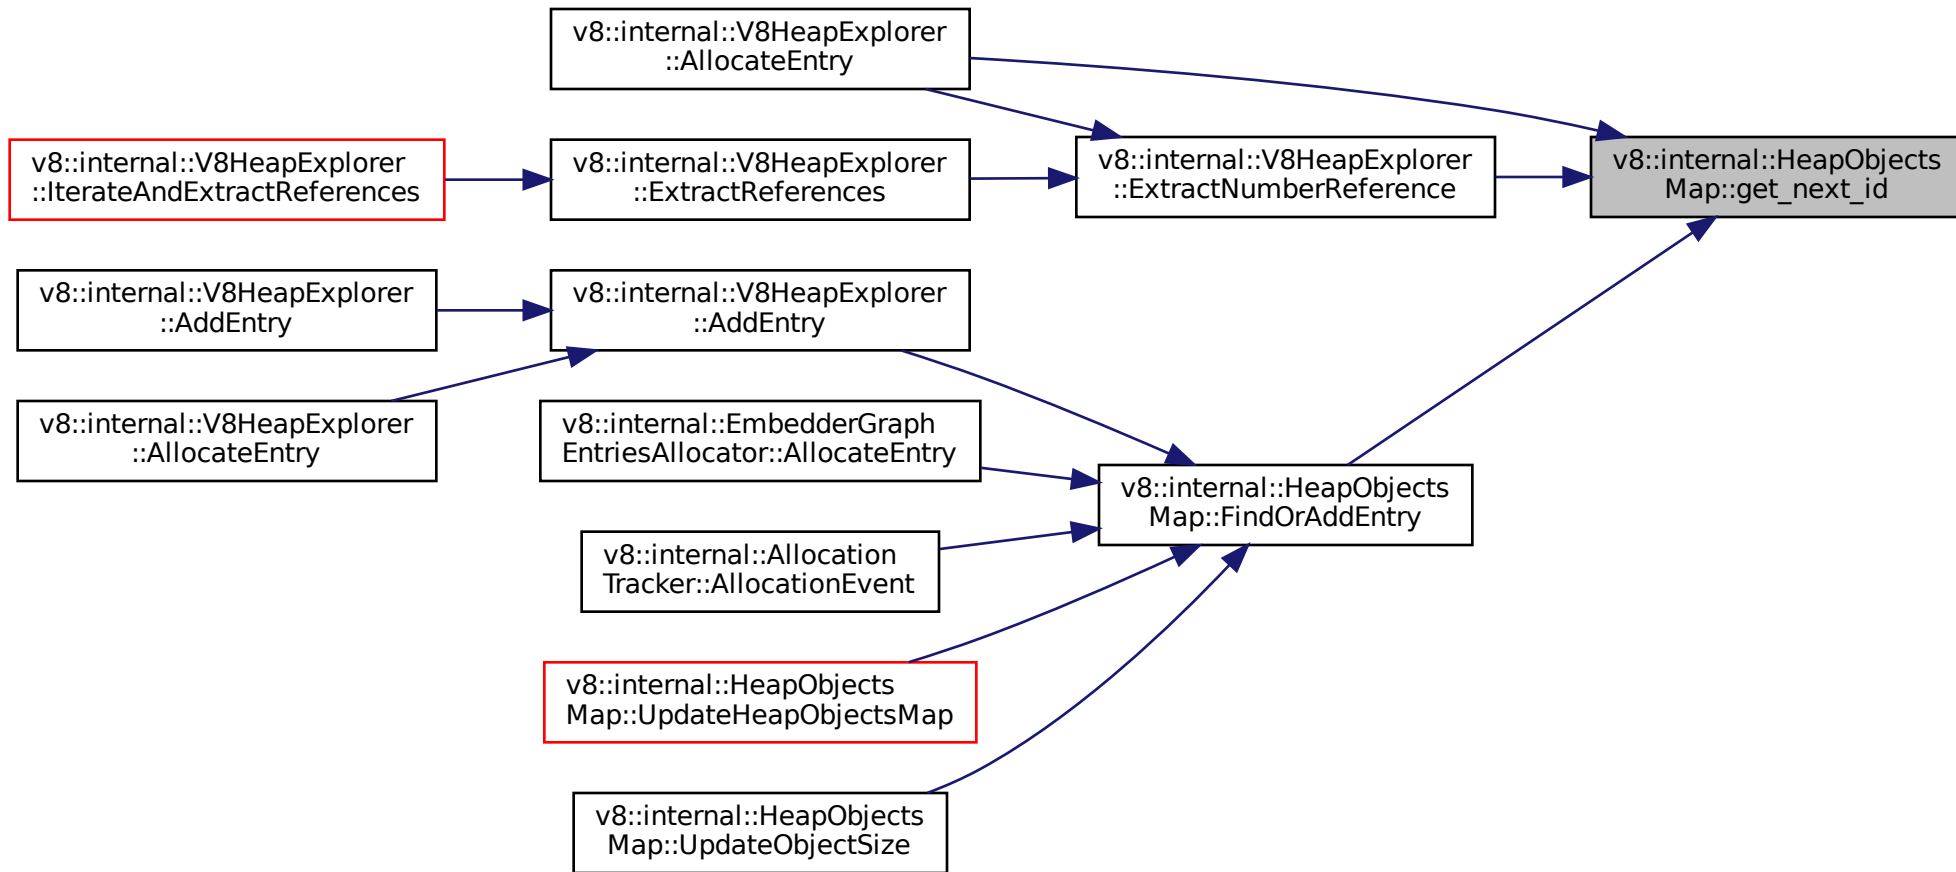 v8::internal::V8HeapExplorer
::AllocateEntry
v8::internal::V8HeapExplorer
::IterateAndExtractReferences
v8::internal::V8HeapExplorer
::ExtractReferences
v8::internal::V8HeapExplorer
::ExtractNumberReference
v8::internal::HeapObjects
Map::get_next_id
v8::internal::V8HeapExplorer
::AddEntry
v8::internal::V8HeapExplorer
::AddEntry
v8::internal::V8HeapExplorer
::AllocateEntry
v8::internal::EmbedderGraph
EntriesAllocator::AllocateEntry
v8::internal::HeapObjects
Map::FindOrAddEntry
v8::internal::Allocation
Tracker::AllocationEvent
v8::internal::HeapObjects
Map::UpdateHeapObjectsMap
v8::internal::HeapObjects
Map::UpdateObjectSize